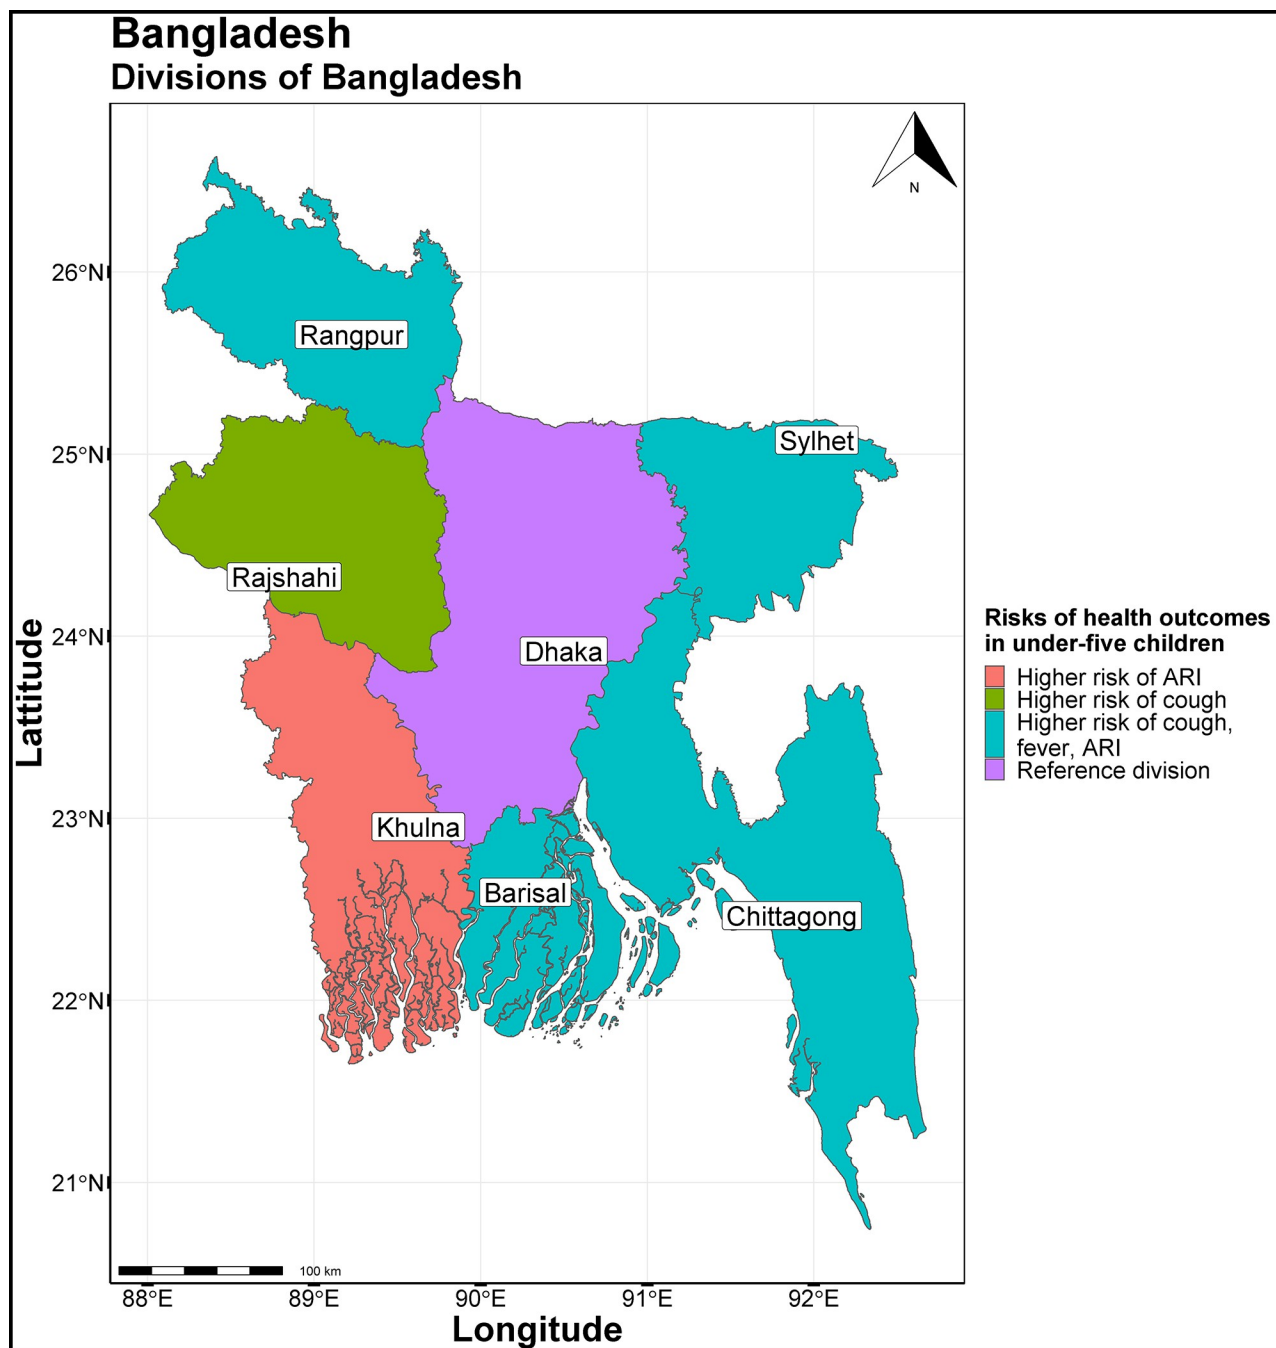 Bangladesh
Divisions of Bangladesh
N
26°N
Rangpur
25°N
Sylhet
Rajshahi
24°N
Dhaka
Lattitude
23°N
Khulna
Barisal
Chittagong
22°N
21°N
100 km
88°E
89°E
90°E
91°E
92°E
Longitude
Risks of health outcomes
in under-five children
Higher risk of ARI
Higher risk of cough
Higher risk of cough,
fever, ARI
Reference division